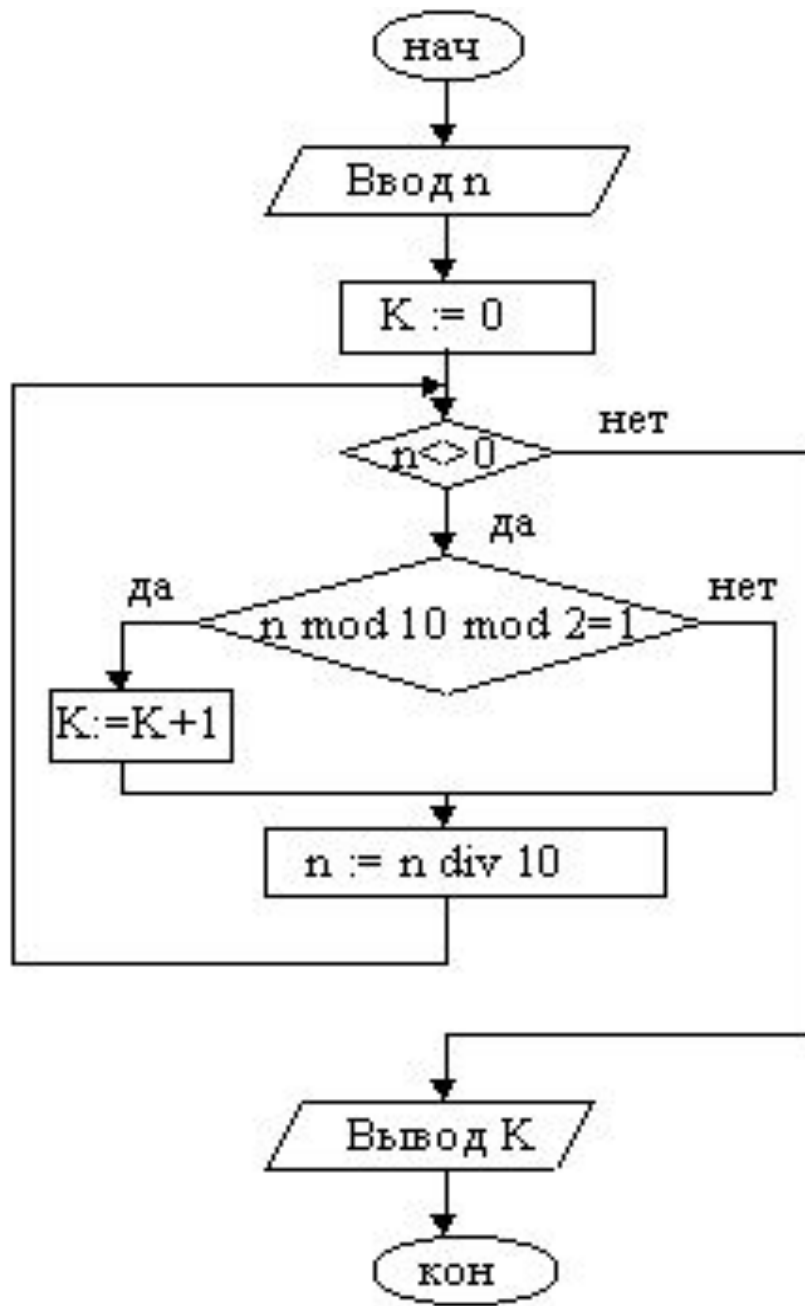 нач
Ввод n
K := 0
n<>0
нет
да
да
нет
n mod 10 mod 2=1
K:=K+1
n := n div 10
Вывод K
кон